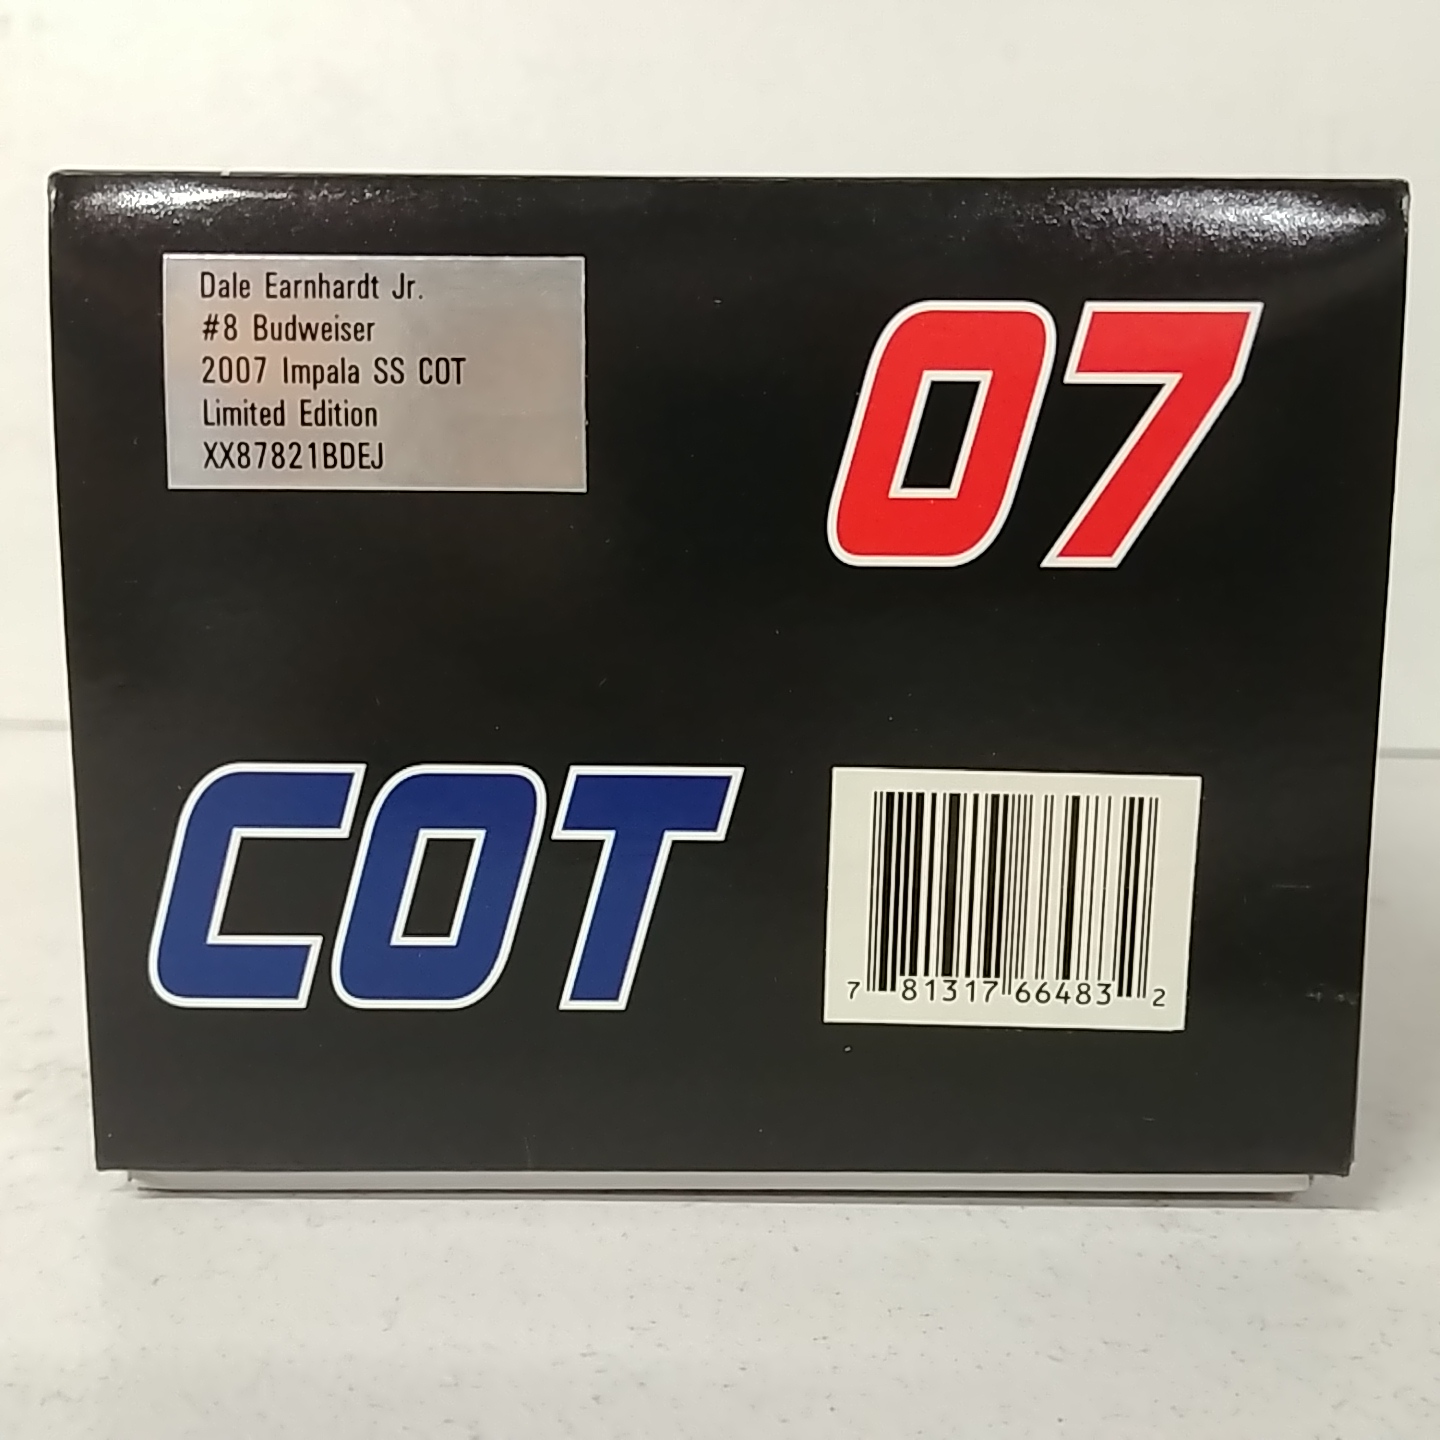 Dale Earnhardt Jr.
#8 Budweiser
2007 Impala SS COT
Limited Edition
XX87821BDEJ
07
COT
7 81317 66483 2